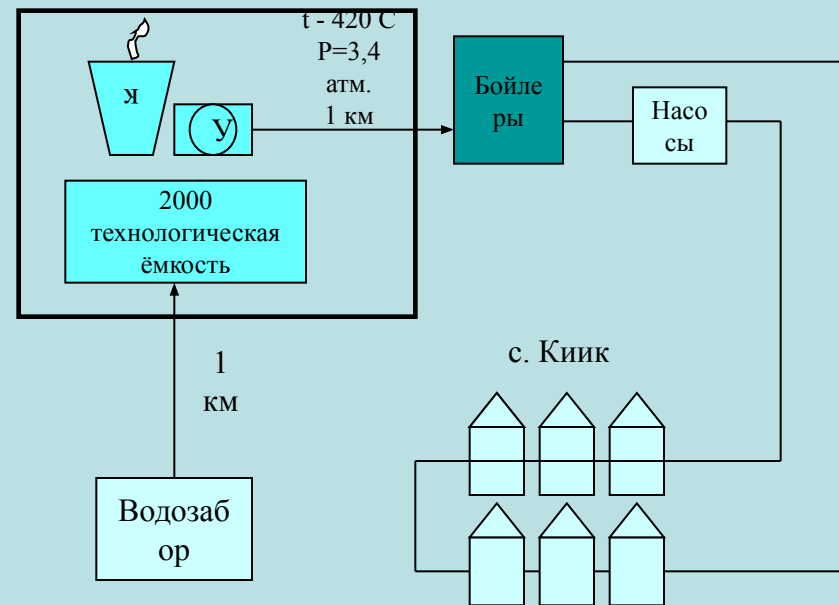 t - 420 С
Р=3,4
атм.
1 км
Я
У
Бойле
ры
Насо
сы
2000
технологическая
ёмкость
1
км
с. Киик
Водозаб
ор